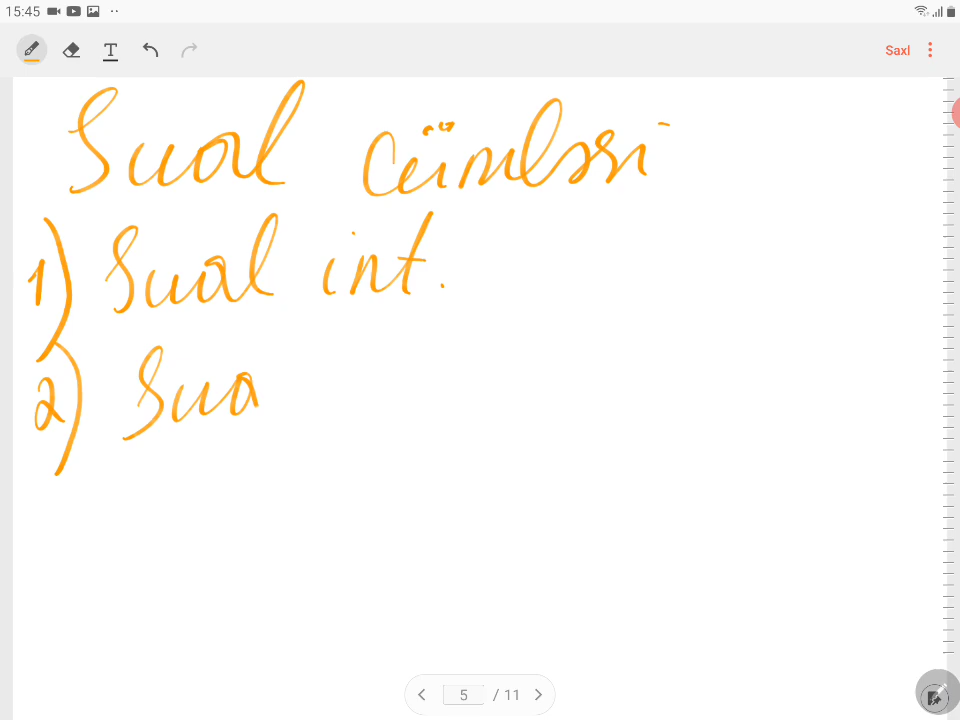 15:45
Saxl
Sual cümləsi
1) Sual int.
2) Sua
5 / 11